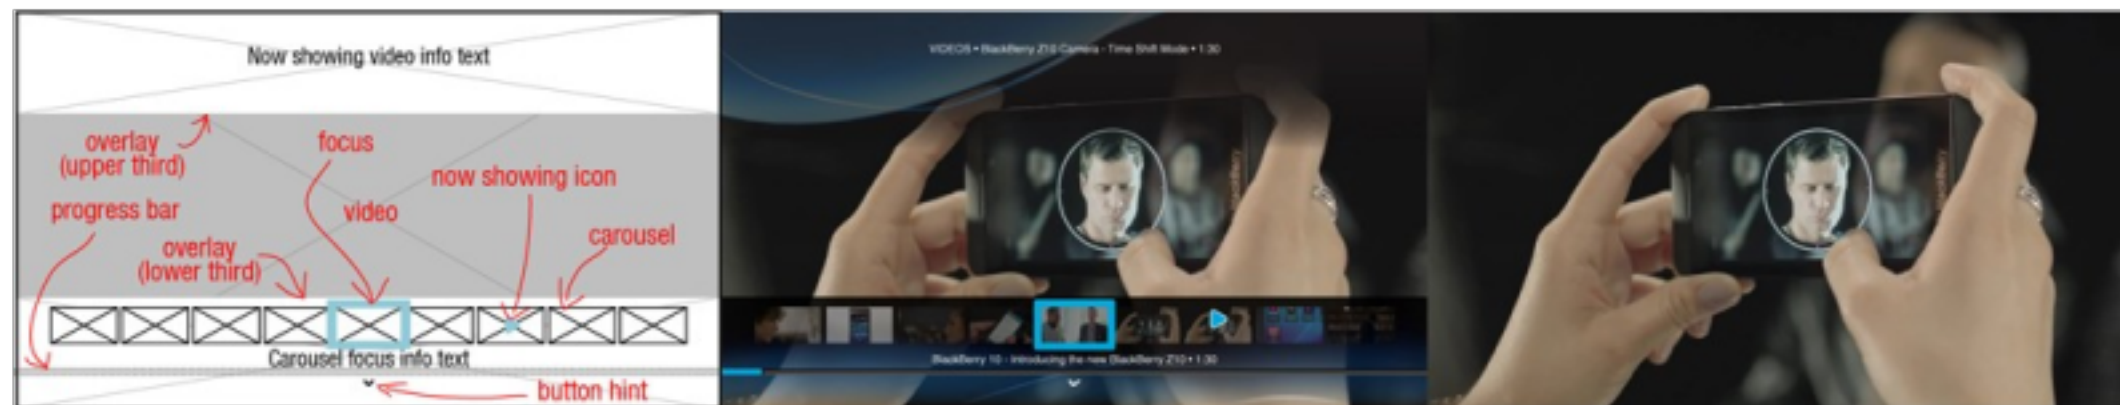 Now showing video info text
overlay
(upper third)
focus
now showing icon
progress bar
video
carousel
overlay
(lower third)
Carousel focus info text
button hint
VIDEOS • BlackBerry Z10 Camera - Time Shift Mode • 1:30
BlackBerry 10 - Introducing the new BlackBerry Z10 • 1:30
BlackBerry